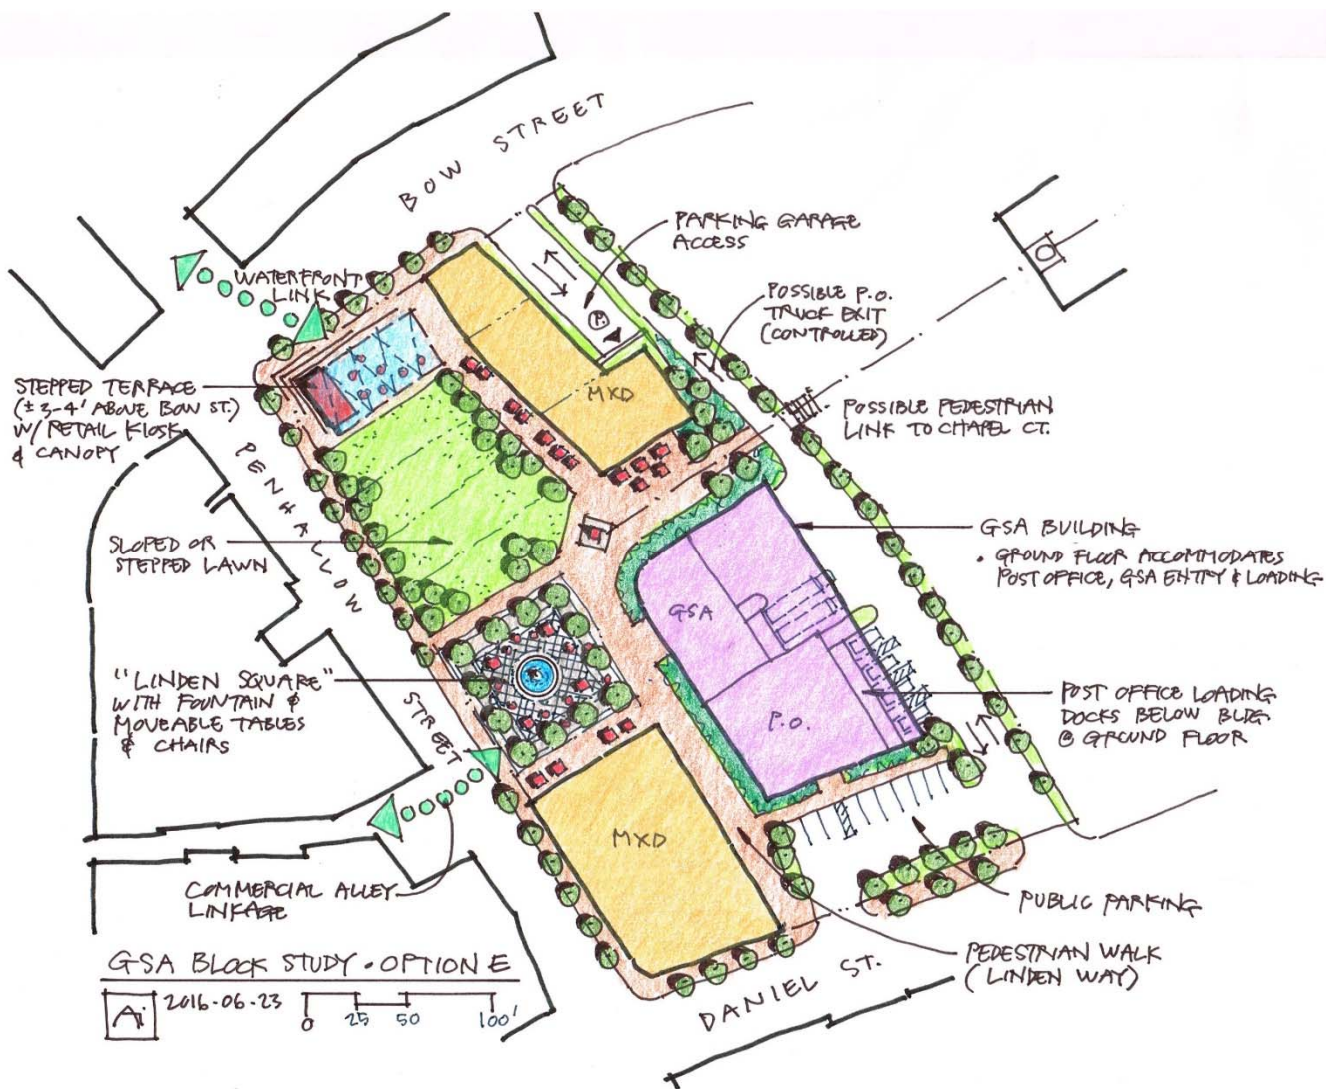 BOW STREET
PARKING GARAGE
ACCESS
WATERFRONT
LINK
POSSIBLE P.O.
TRUCK EXIT
(CONTROLLED)
P.
STEPPED TERRACE
(±3-4' ABOVE BOW ST.)
W/ RETAIL KIOSK
& CANOPY
MXD
POSSIBLE PEDESTRIAN
LINK TO CHAPEL CT.
PENHALLOW
STREET
SLOPED OR
STEPPED LAWN
GSA BUILDING
• GROUND FLOOR ACCOMMODATES
POST OFFICE, GSA ENTRY & LOADING
GSA
"LINDEN SQUARE"
WITH FOUNTAIN &
MOVEABLE TABLES
& CHAIRS
P.O.
POST OFFICE LOADING
DOCKS BELOW BLDG.
@ GROUND FLOOR
MXD
COMMERCIAL ALLEY
LINKAGE
PUBLIC PARKING
PEDESTRIAN WALK
(LINDEN WAY)
DANIEL ST.
GSA BLOCK STUDY • OPTION E
Ai
2016-06-23
0 25 50 100'